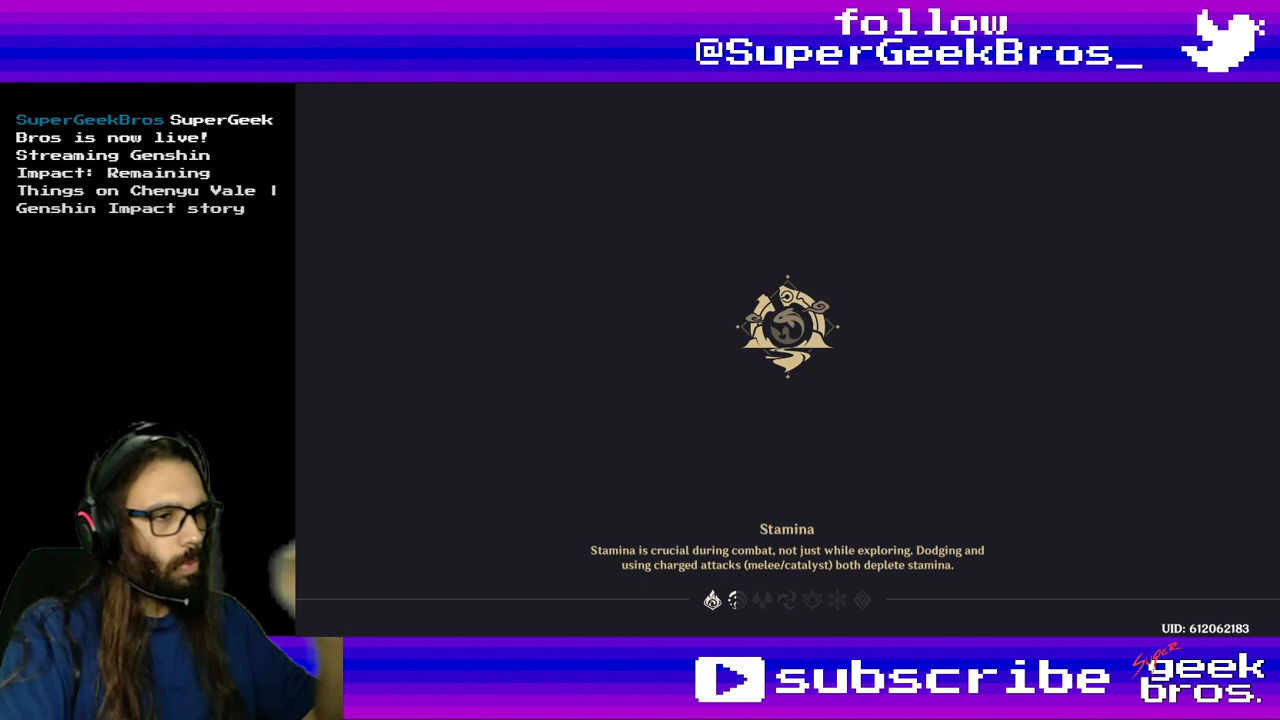 follow
@SuperGeekBros_
SuperGeekBros SuperGeek
Bros is now live!
Streaming Genshin
Impact: Remaining
Things on Chenyu Vale |
Genshin Impact story
Stamina
Stamina is crucial during combat, not just while exploring. Dodging and
using charged attacks (melee/catalyst) both deplete stamina.
UID: 612062183
subscribe
SUPER
geek
bros.